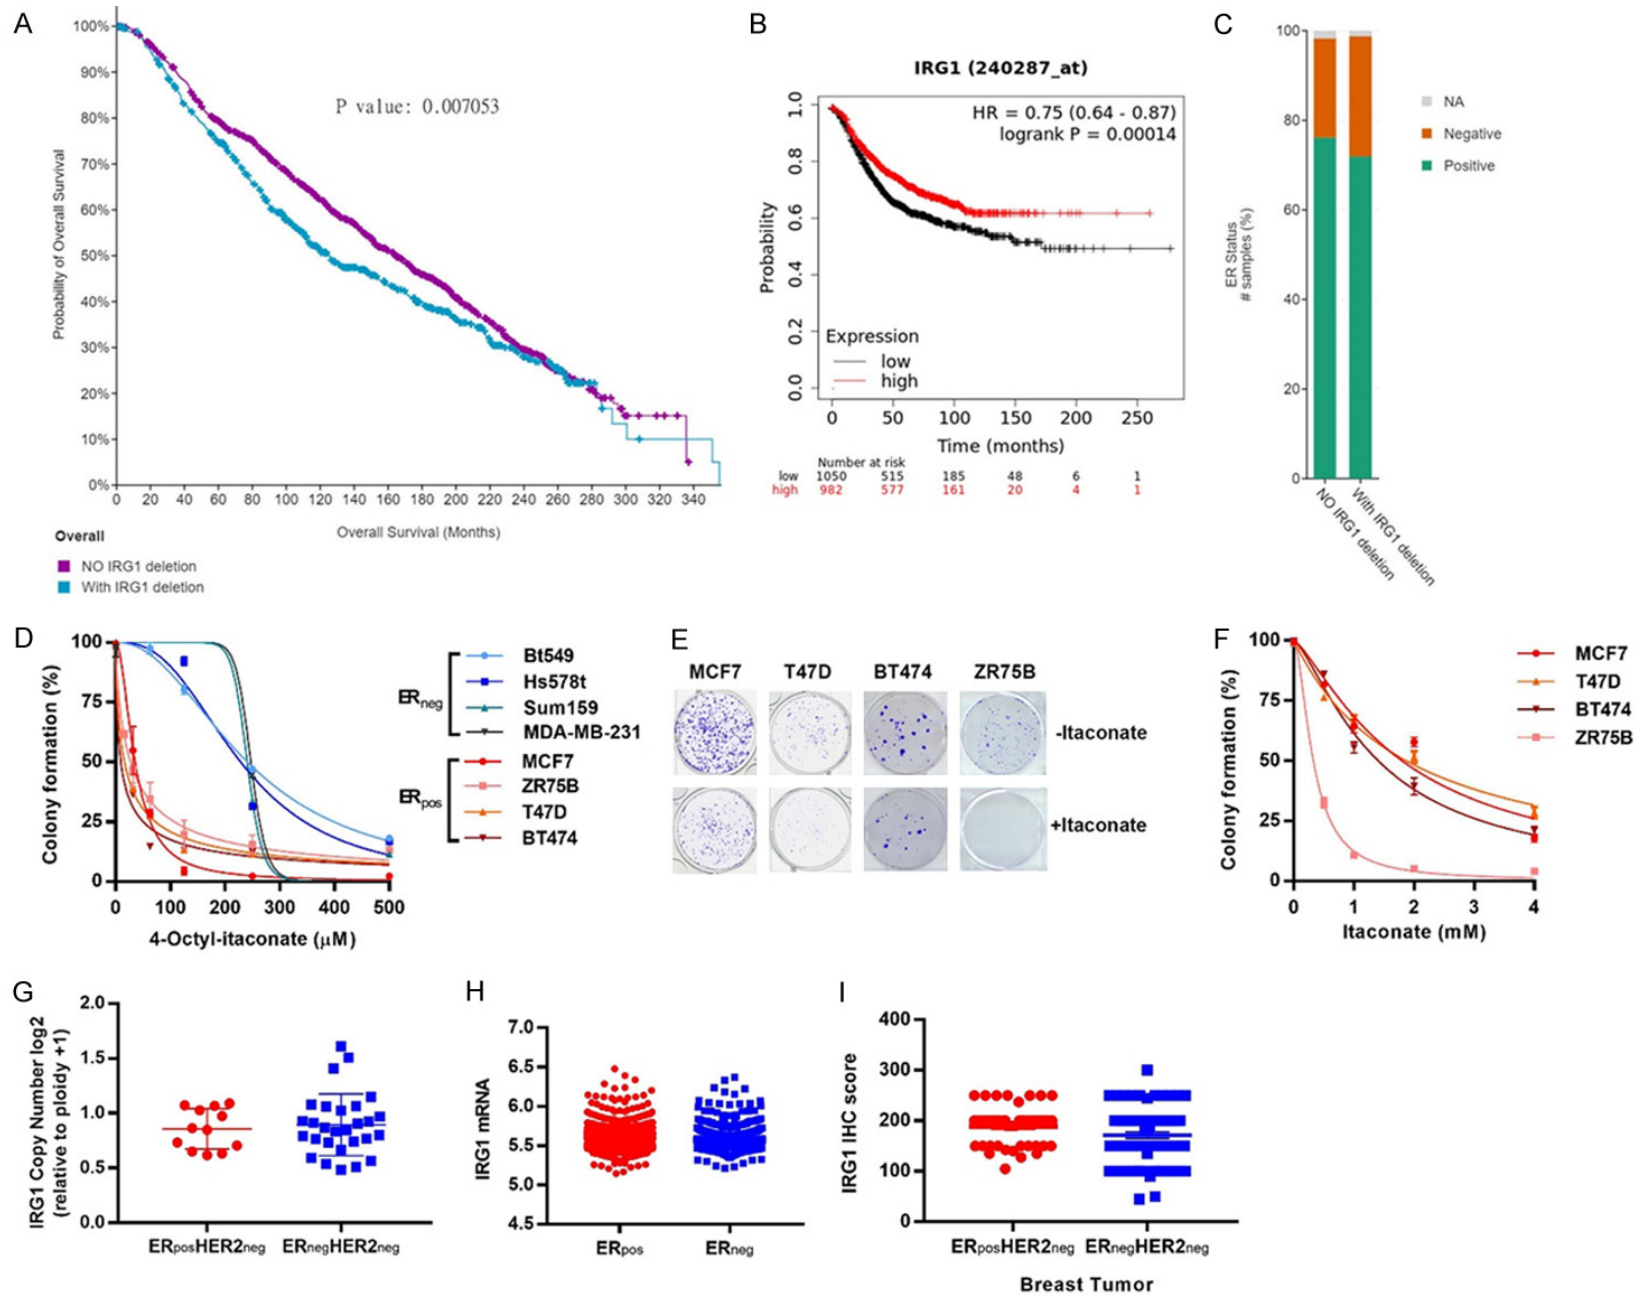 A
100%
90%
80%
70%
60%
50%
40%
30%
20%
10%
0%
Probability of Overall Survival
P value: 0.007053
0 20 40 60 80 100 120 140 160 180 200 220 240 260 280 300 320 340
Overall Survival (Months)
Overall
NO IRG1 deletion
With IRG1 deletion
B
IRG1 (240287_at)
HR = 0.75 (0.64 - 0.87)
logrank P = 0.00014
Probability
1.0
0.8
0.6
0.4
0.2
0.0
Expression
low
high
0 50 100 150 200 250
Time (months)
Number at risk
low 1050 515 185 48 6 1
high 982 577 161 20 4 1
C
100
80
60
40
20
0
ER Status
# samples (%)
NA
Negative
Positive
NO IRG1 deletion
With IRG1 deletion
D
Colony formation (%)
100
75
50
25
0
0 100 200 300 400 500
4-Octyl-itaconate (μM)
ERneg
Bt549
Hs578t
Sum159
MDA-MB-231
ERpos
MCF7
ZR75B
T47D
BT474
E
MCF7 T47D BT474 ZR75B
-Itaconate
+Itaconate
F
Colony formation (%)
100
75
50
25
0
0 1 2 3 4
Itaconate (mM)
MCF7
T47D
BT474
ZR75B
G
IRG1 Copy Number log2
(relative to ploidy +1)
2.0
1.5
1.0
0.5
0.0
ERposHER2neg ERnegHER2neg
H
IRG1 mRNA
7.0
6.5
6.0
5.5
5.0
4.5
ERpos ERneg
I
IRG1 IHC score
400
300
200
100
0
ERposHER2neg ERnegHER2neg
Breast Tumor